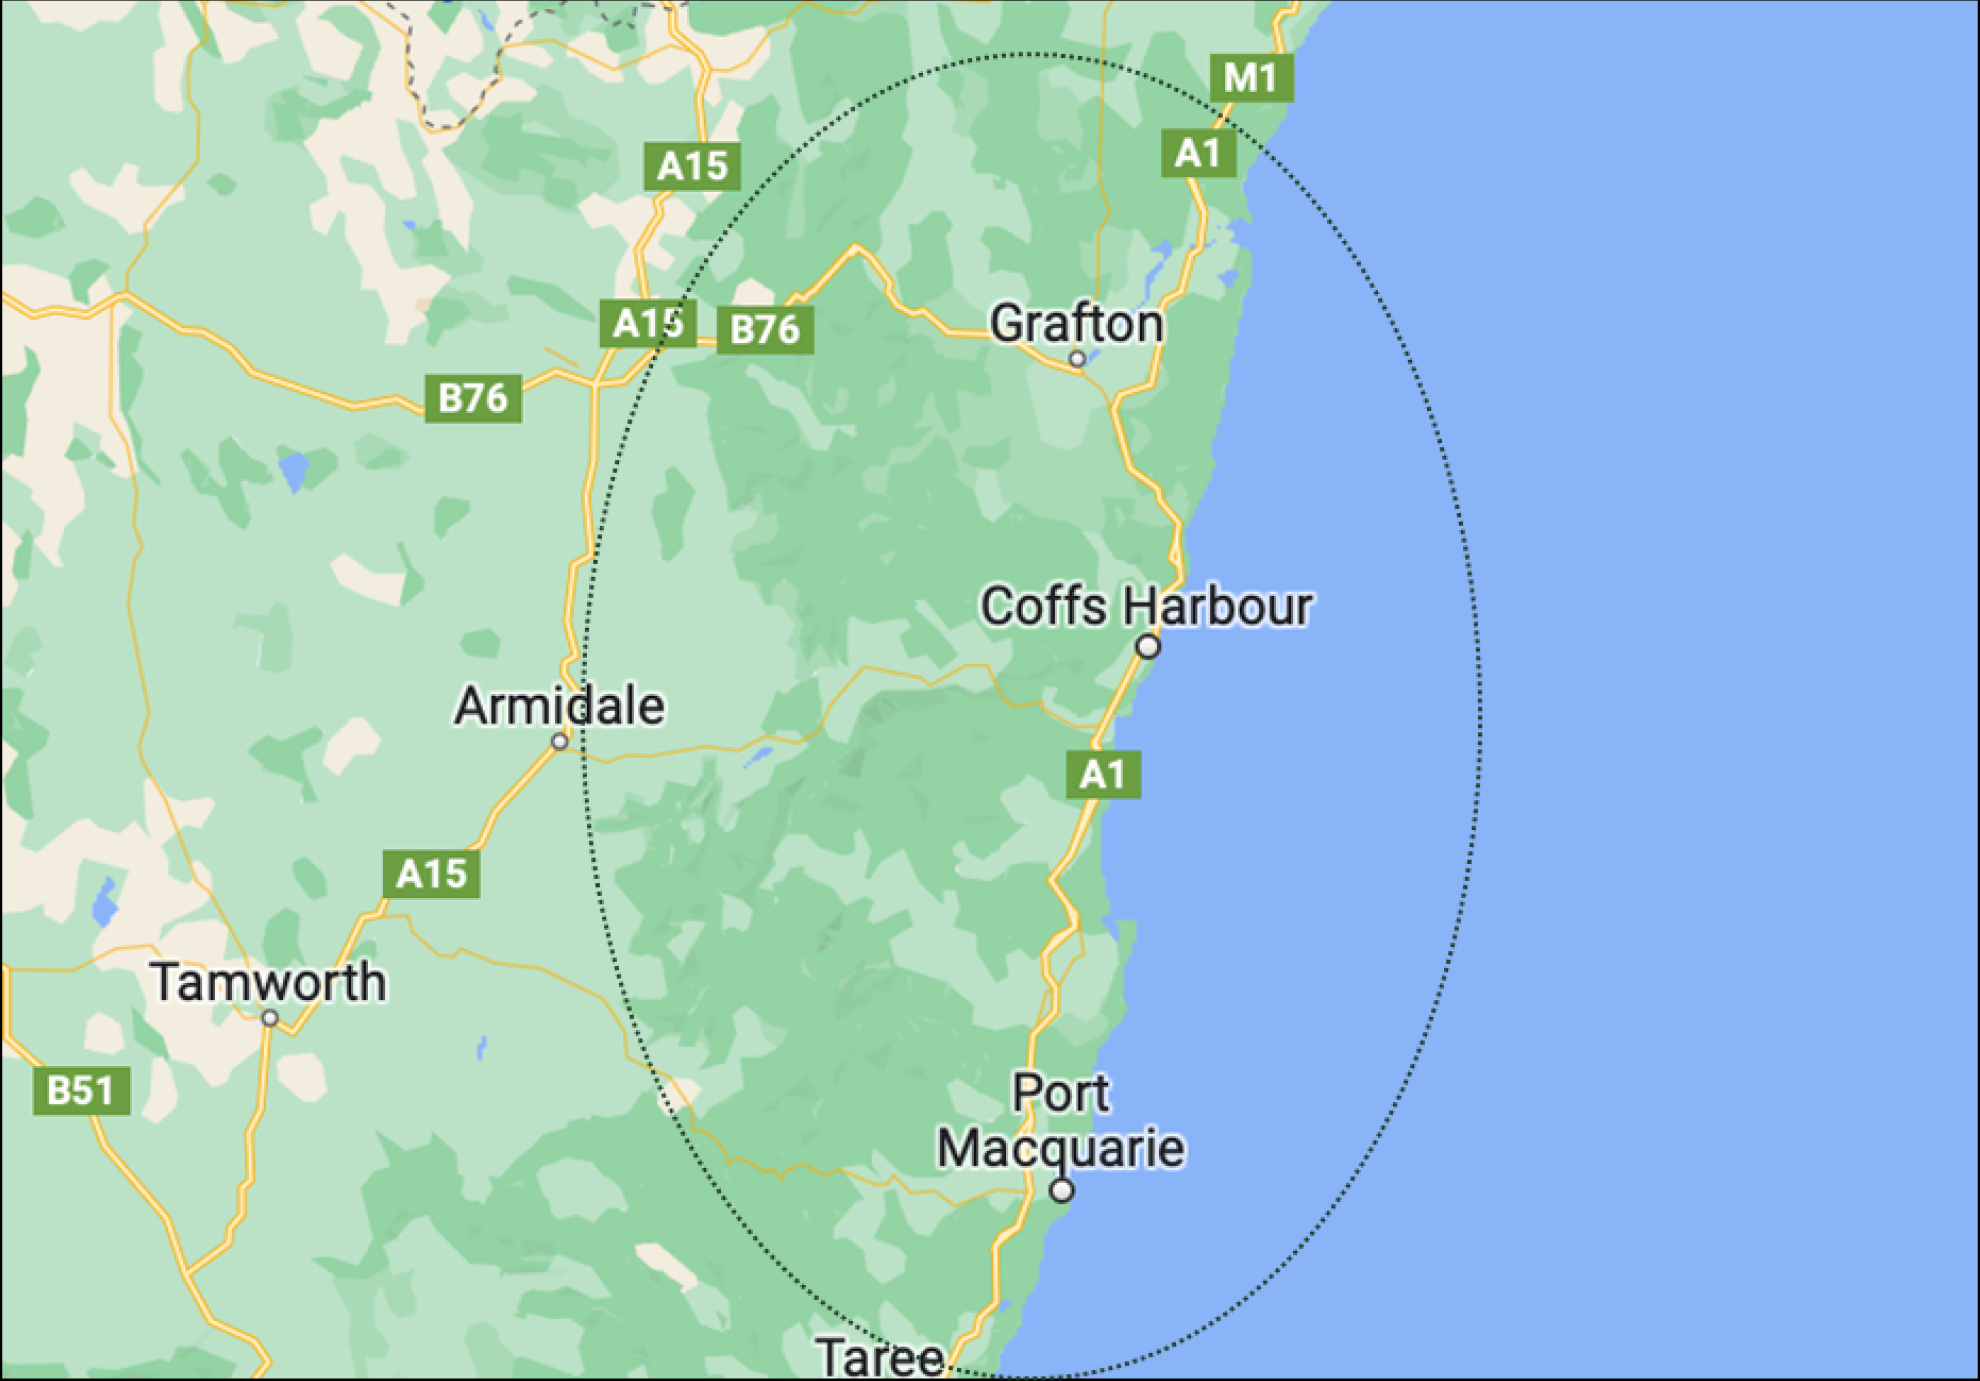 M1
A1
A15
A15
B76
Grafton
B76
Coffs Harbour
Armidale
A1
A15
Tamworth
B51
Port
Macquarie
Taree